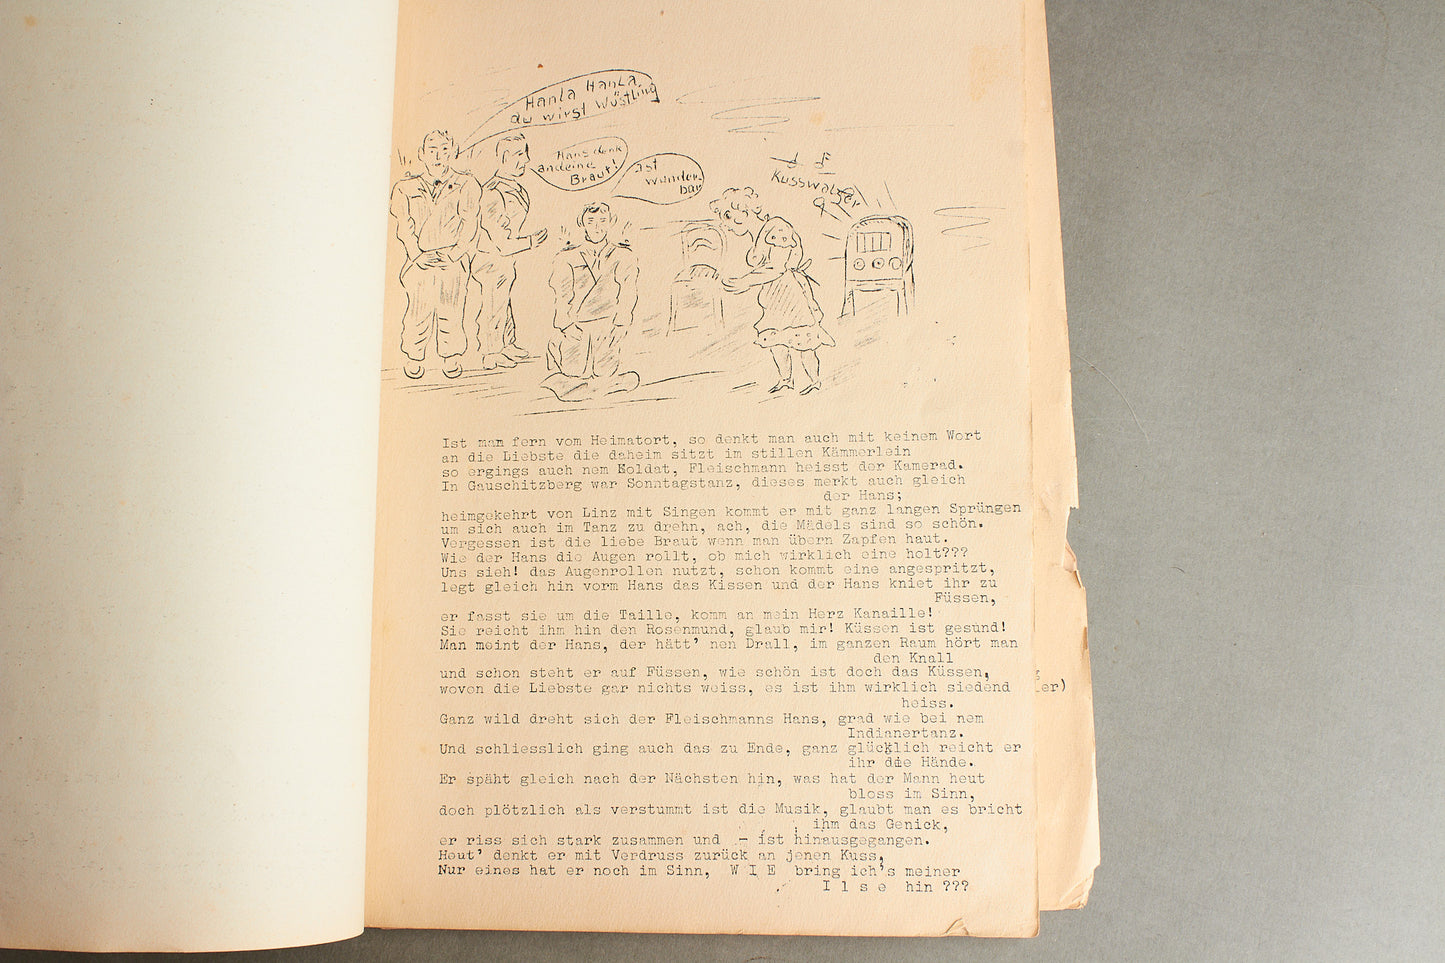 Hanla Hanla,
du wirst Wüstling
Hans denk
an deine
Braut!
Ist
wunder
bar
Kusswalzer
Ist man fern vom Heimatort, so denkt man auch mit keinem Wort
an die Liebste die daheim sitzt im stillen Kämmerlein
so ergings auch nem Soldat, Fleischmann heisst der Kamerad.
In Gauschitzberg war Sonntagstanz, dieses merkt auch gleich
der Hans;
heimgekehrt von Linz mit Singen kommt er mit ganz langen Sprüngen
um sich auch im Tanz zu drehn, ach, die Mädels sind so schön.
Vergessen ist die liebe Braut wenn man übern Zapfen haut.
Wie der Hans die Augen rollt, ob mich wirklich eine holt???
Uns sieh! das Augenrollen nutzt, schon kommt eine angespritzt,
legt gleich hin vorm Hans das Kissen und der Hans kniet ihr zu
Füssen,
er fasst sie um die Taille, komm an mein Herz Kanaille!
Sie reicht ihm hin den Rosenmund, glaub mir! Küssen ist gesund!
Man meint der Hans, der hätt' nen Drall, im ganzen Raum hört man
den Knall
und schon steht er auf Füssen, wie schön ist doch das Küssen,
wovon die Liebste gar nichts weiss, es ist ihm wirklich siedend
heiss.
Ganz wild dreht sich der Fleischmanns Hans, grad wie bei nem
Indianertanz.
Und schliesslich ging auch das zu Ende, ganz glücklich reicht er
ihr die Hände.
Er späht gleich nach der Nächsten hin, was hat der Mann heut
bloss im Sinn,
doch plötzlich als verstummt ist die Musik, glaubt man es bricht
ihm das Genick,
er riss sich stark zusammen und - ist hinausgegangen.
Heut' denkt er mit Verdruss zurück an jenen Kuss,
Nur eines hat er noch im Sinn, W I E bring ich's meiner
I l s e hin ???